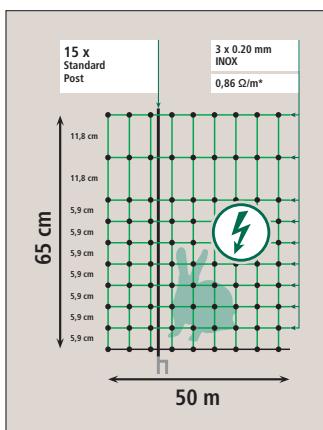 15 x
Standard
Post
3 x 0.20 mm
INOX
0,86 Ω/m*
11,8 cm
11,8 cm
5,9 cm
5,9 cm
5,9 cm
5,9 cm
5,9 cm
5,9 cm
5,9 cm
65 cm
50 m